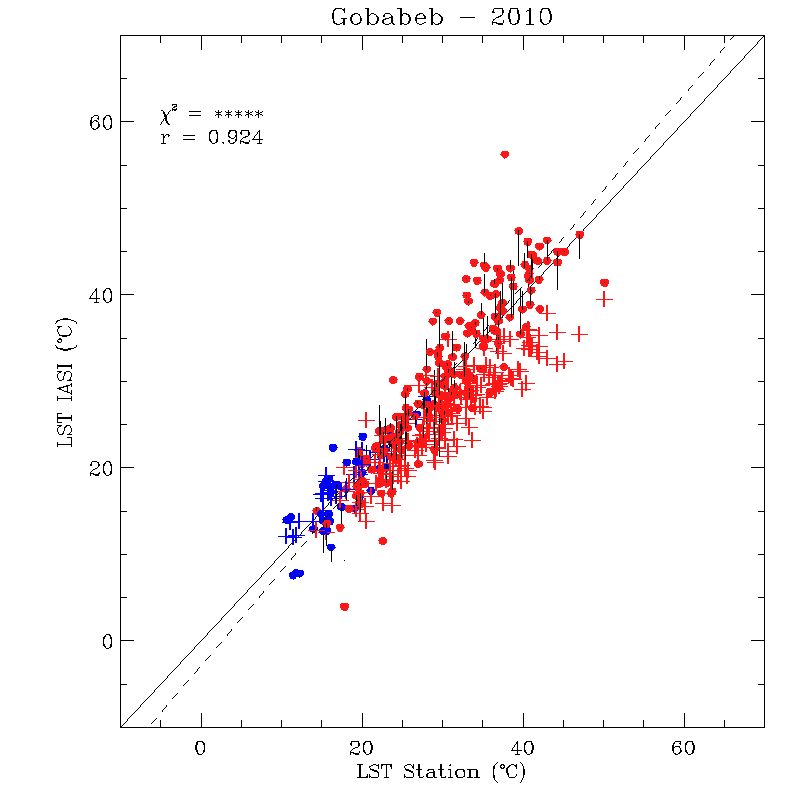 Gobabeb – 2010
χ² = *****
r = 0.924
60
40
20
0
LST IASI (°C)
0 20 40 60
LST Station (°C)